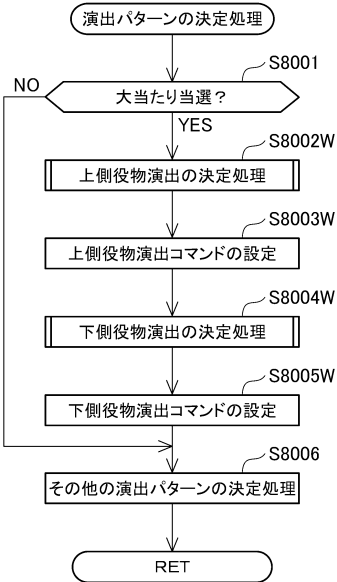 演出パターンの決定処理
S8001
NO
大当たり当選？
YES
S8002W
上側役物演出の決定処理
S8003W
上側役物演出コマンドの設定
S8004W
下側役物演出の決定処理
S8005W
下側役物演出コマンドの設定
S8006
その他の演出パターンの決定処理
RET